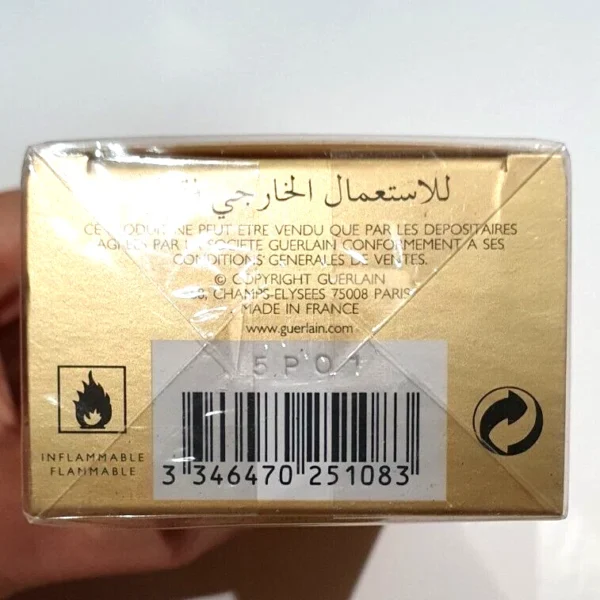 للاستعمال الخارجي فقط
CE PRODUIT NE PEUT ETRE VENDU QUE PAR LES DEPOSITAIRES
AGREES PAR LA SOCIETE GUERLAIN CONFORMEMENT A SES
CONDITIONS GENERALES DE VENTES.
© COPYRIGHT GUERLAIN
68, CHAMPS-ELYSEES 75008 PARIS
MADE IN FRANCE
www.guerlain.com
5P01
INFLAMMABLE
FLANMABLE
3 346470 251083